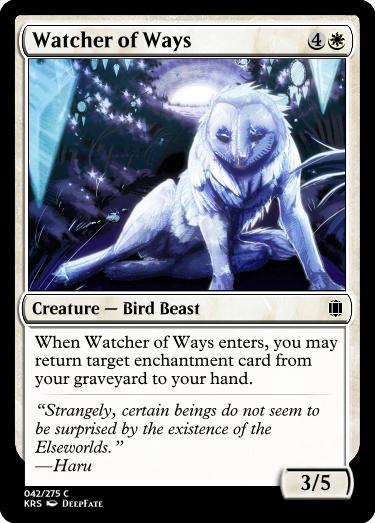 Watcher of Ways 4
Creature — Bird Beast
When Watcher of Ways enters, you may
return target enchantment card from
your graveyard to your hand.
“Strangely, certain beings do not seem to
be surprised by the existence of the
Elseworlds.”
—Haru
3/5
042/275 C
KRS DEEPFATE